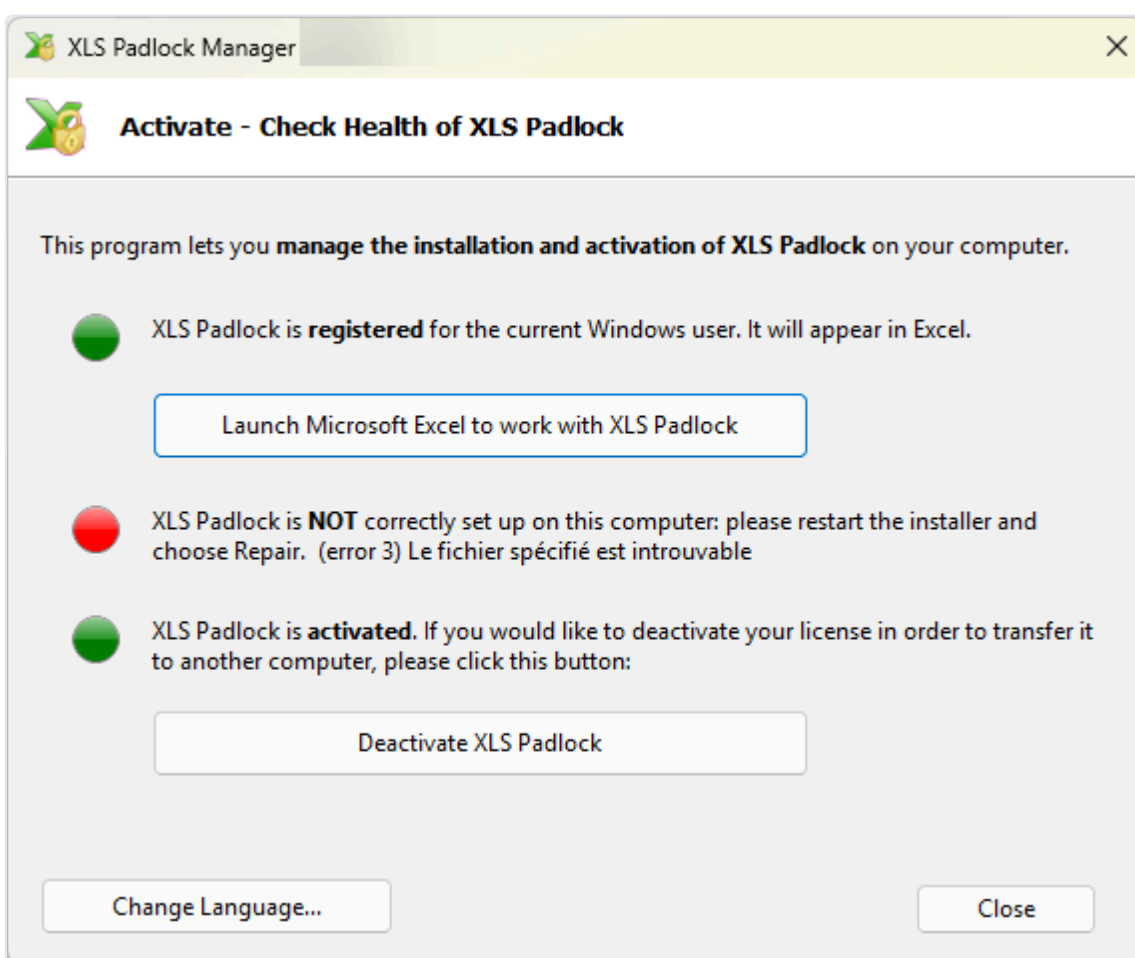 XLS Padlock Manager
Activate - Check Health of XLS Padlock
This program lets you manage the installation and activation of XLS Padlock on your computer.
XLS Padlock is registered for the current Windows user. It will appear in Excel.
Launch Microsoft Excel to work with XLS Padlock
XLS Padlock is NOT correctly set up on this computer: please restart the installer and
choose Repair.  (error 3) Le fichier spécifié est introuvable
XLS Padlock is activated. If you would like to deactivate your license in order to transfer it
to another computer, please click this button:
Deactivate XLS Padlock
Change Language...
Close